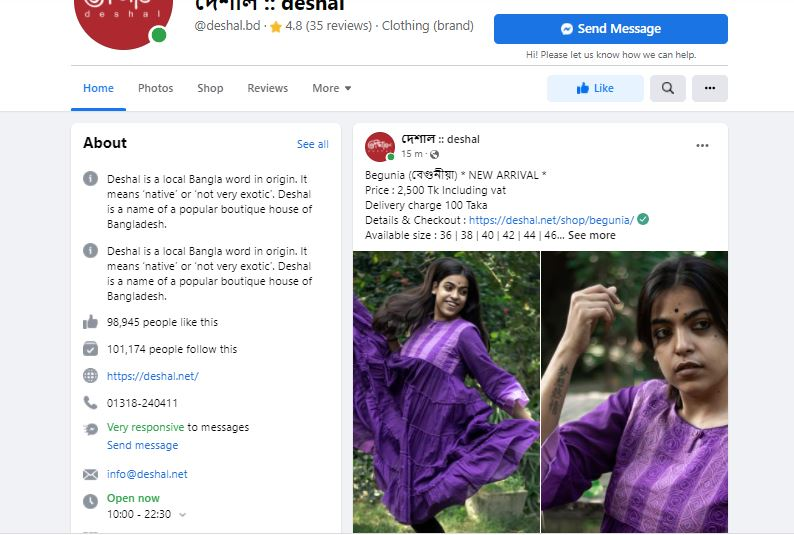 দেশাল :: deshal
deshal
@deshal.bd · 4.8 (35 reviews) · Clothing (brand)
Send Message
Hi! Please let us know how we can help.
Home
Photos
Shop
Reviews
More
Like
About
See all
Deshal is a local Bangla word in origin. It
means 'native' or 'not very exotic'. Deshal
is a name of a popular boutique house of
Bangladesh.
Deshal is a local Bangla word in origin. It
means 'native' or 'not very exotic'. Deshal
is a name of a popular boutique house of
Bangladesh.
98,945 people like this
101,174 people follow this
https://deshal.net/
01318-240411
Very responsive to messages
Send message
info@deshal.net
Open now
10:00 - 22:30
দেশাল :: deshal
15 m ·
Begunia (বেগুনীয়া) * NEW ARRIVAL *
Price : 2,500 Tk Including vat
Delivery charge 100 Taka
Details & Checkout : https://deshal.net/shop/begunia/
Available size : 36 | 38 | 40 | 42 | 44 | 46... See more